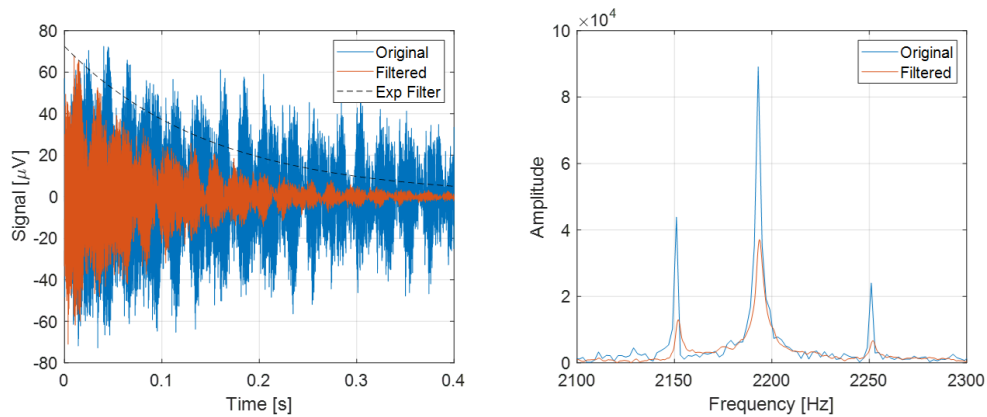 80
60
40
20
0
-20
-40
-60
-80
Signal [μV]
0
0.1
0.2
0.3
0.4
Time [s]
Original
Filtered
Exp Filter
×10⁴
10
8
6
4
2
0
Amplitude
2100
2150
2200
2250
2300
Frequency [Hz]
Original
Filtered